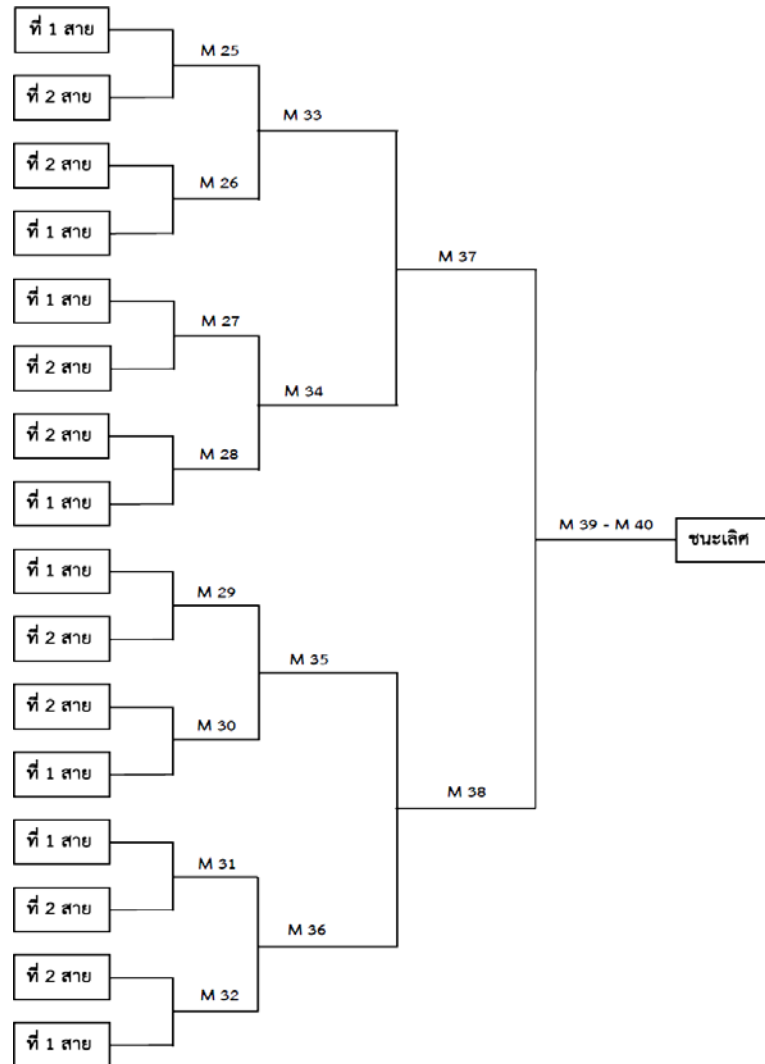 ที่ 1 สาย
M 25
ที่ 2 สาย
M 33
ที่ 2 สาย
M 26
ที่ 1 สาย
M 37
ที่ 1 สาย
M 27
ที่ 2 สาย
M 34
ที่ 2 สาย
M 28
ที่ 1 สาย
M 39 - M 40
ชนะเลิศ
ที่ 1 สาย
M 29
ที่ 2 สาย
M 35
ที่ 2 สาย
M 30
ที่ 1 สาย
M 38
ที่ 1 สาย
M 31
ที่ 2 สาย
M 36
ที่ 2 สาย
M 32
ที่ 1 สาย